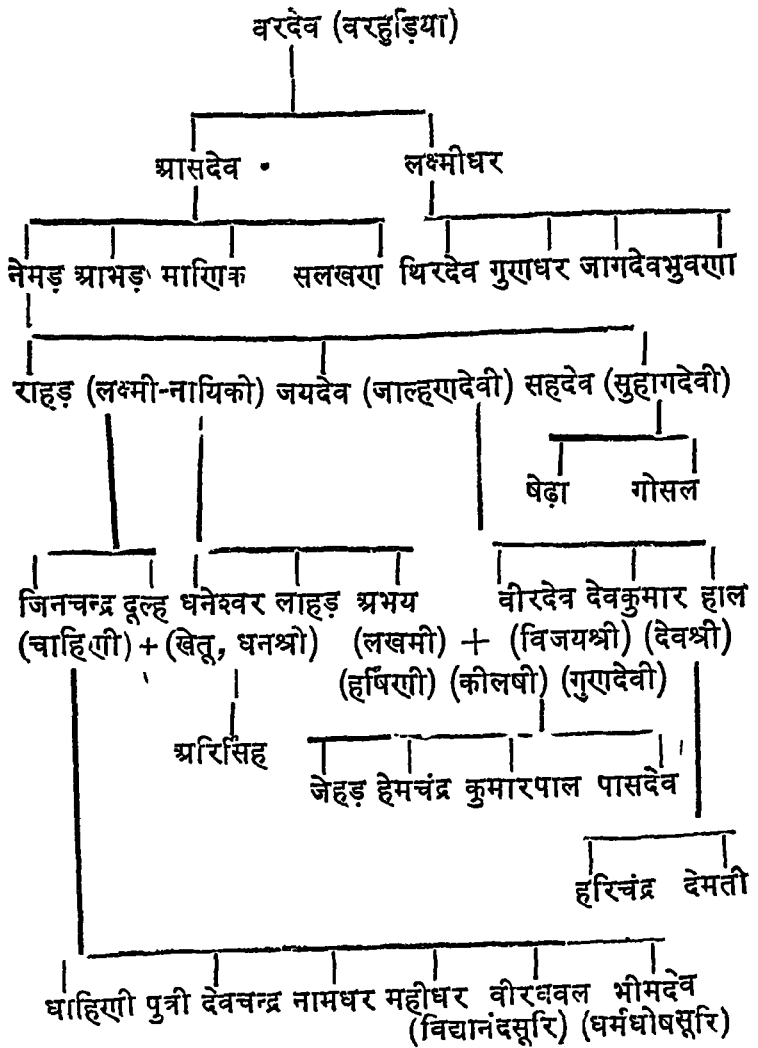 वरदेव (वरहुड़िया)
आसदेव लक्ष्मीधर
नेमड़ आभड़ माणिक सलखण थिरदेव गुणधर जागदेव भुवणा
राहड़ (लक्ष्मी-नायिको) जयदेव (जाल्हणदेवी) सहदेव (सुहागदेवी)
षेढ़ा गोसल
जिनचन्द्र दूल्ह धनेश्वर लाहड़ अभय वीरदेव देवकुमार हाल
(चाहिणी) + (खेतू, धनश्रो) (लखमी) + (विजयश्री) (देवश्री)
(हर्षिणी) (कीलषी) (गुणदेवी)
अरिसिंह
जेहड़ हेमचंद्र कुमारपाल पासदेव
हरिचंद्र देमती
धाहिणी पुत्री देवचन्द्र नामधर महीधर वीरधवल भीमदेव
(विद्यानंदसूरि) (धर्मधोषसूरि)